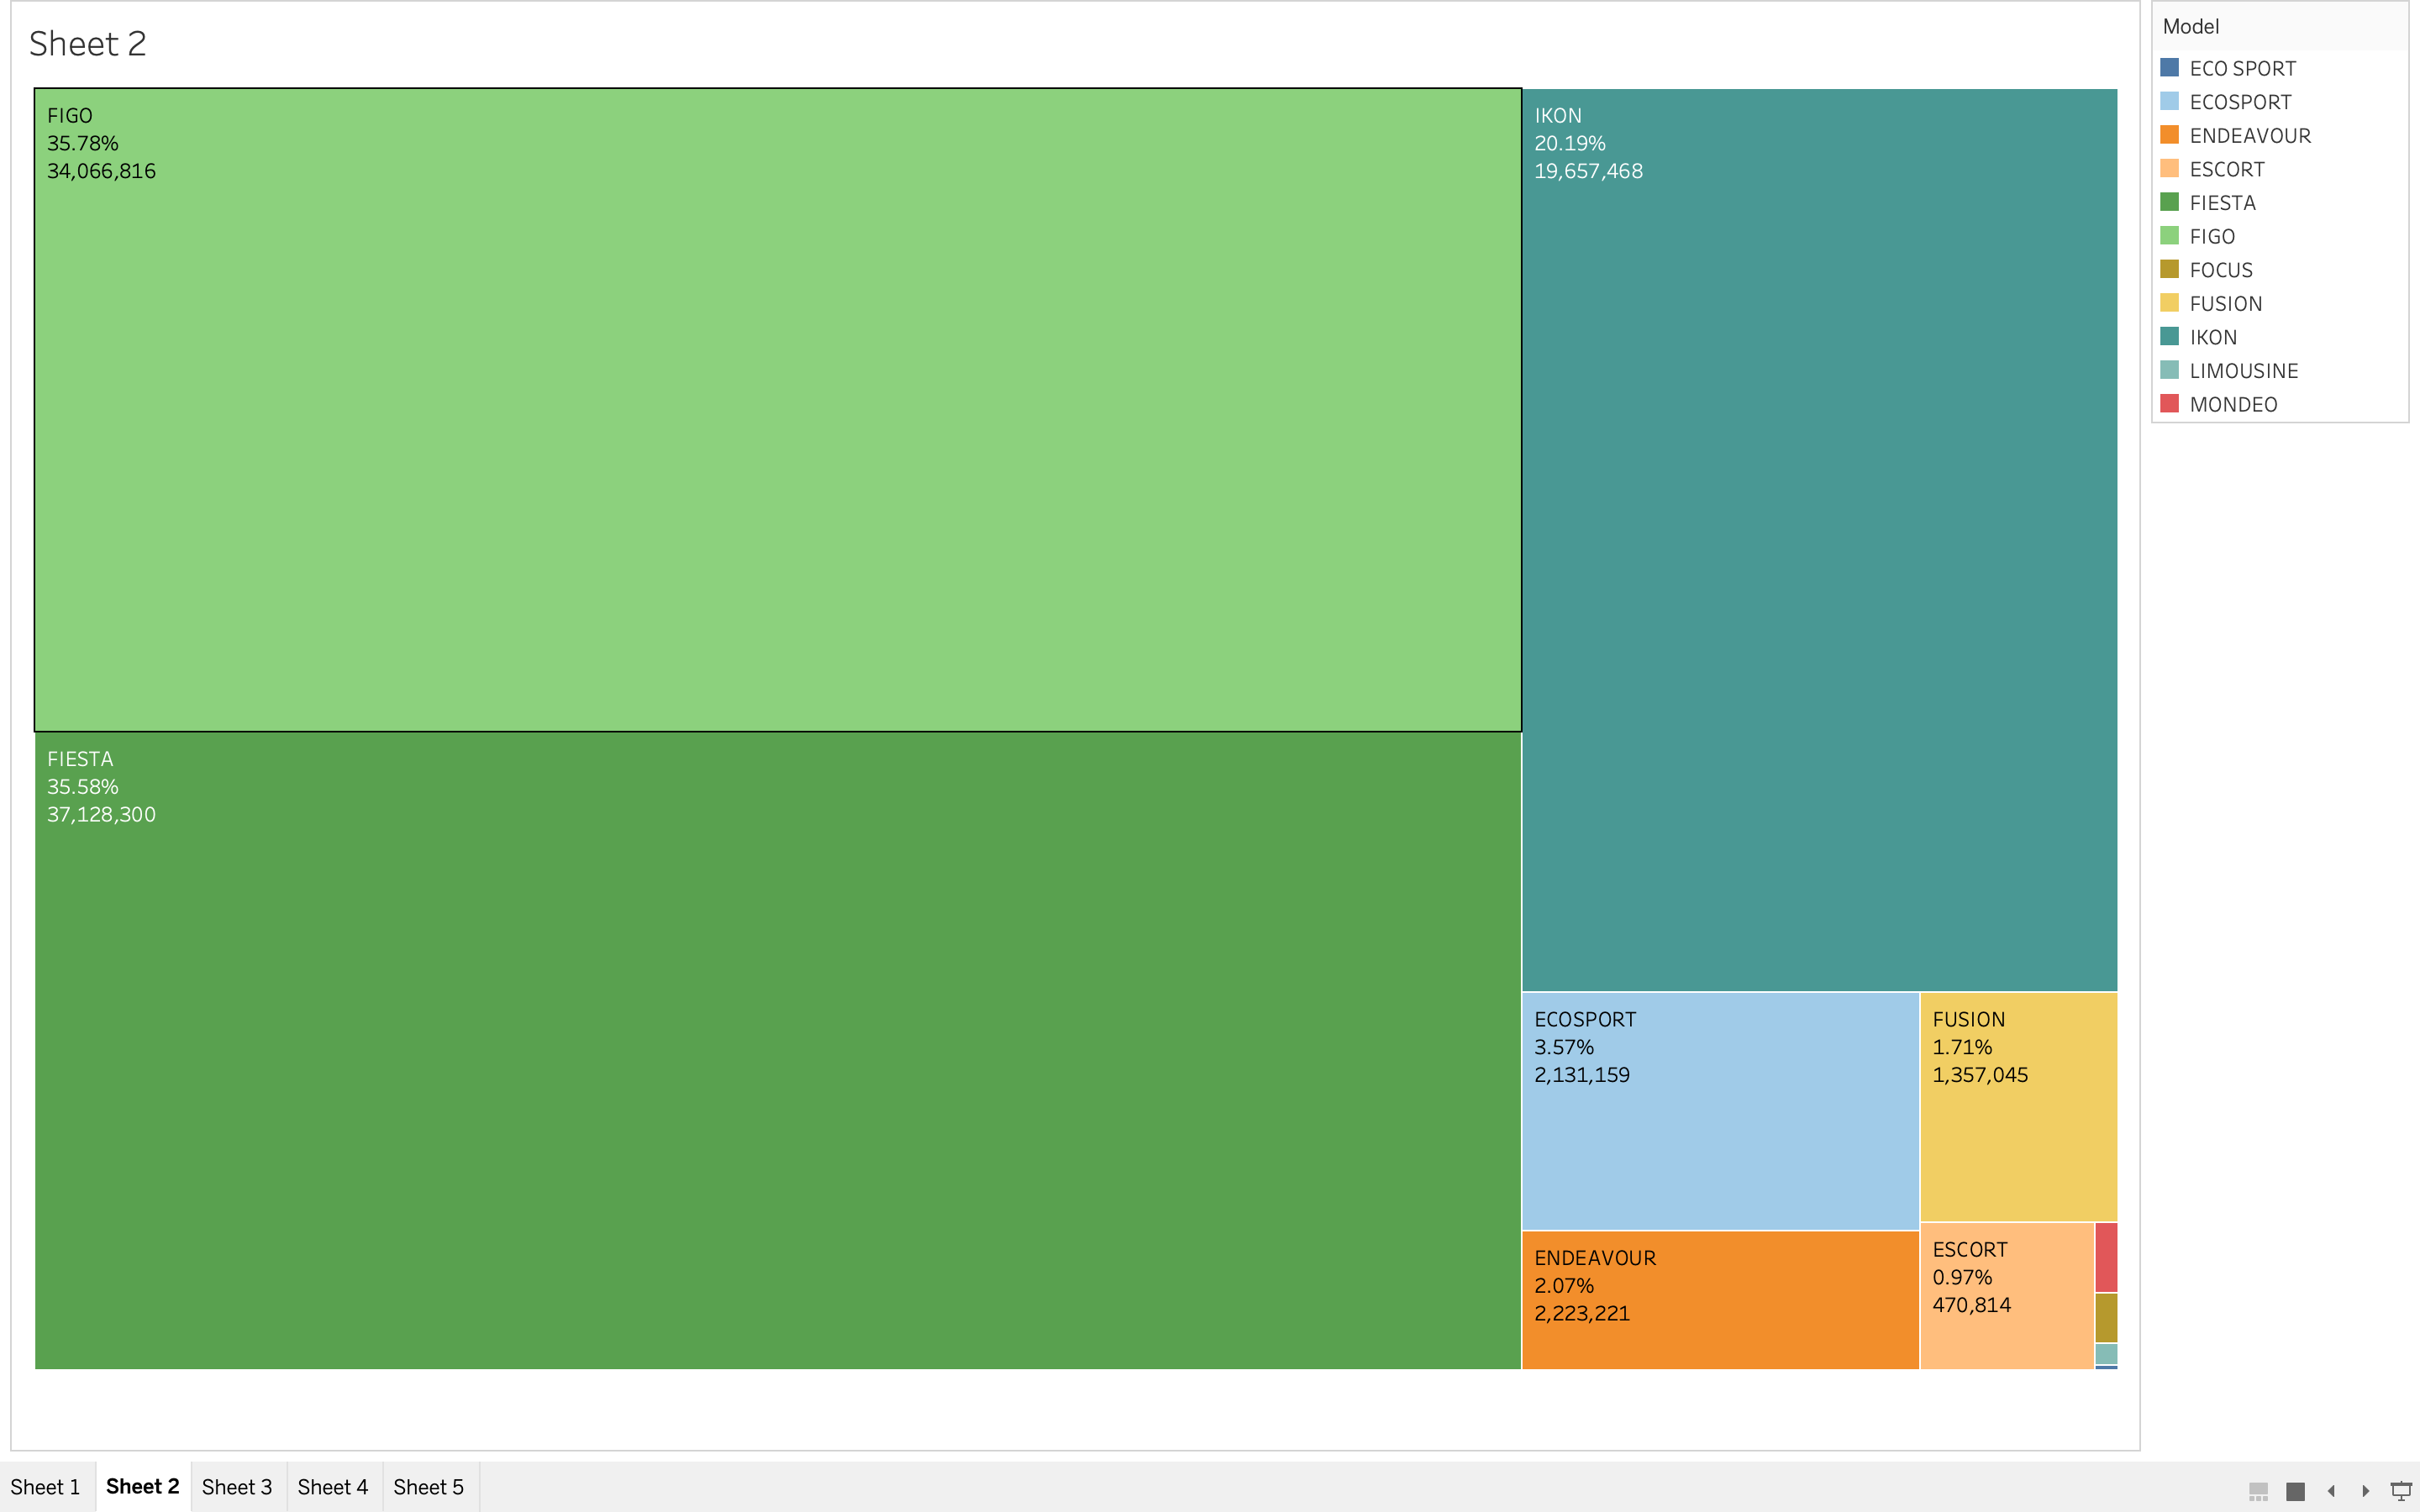 Sheet 2
FIGO
35.78%
34,066,816
IKON
20.19%
19,657,468
FIESTA
35.58%
37,128,300
ECOSPORT
3.57%
2,131,159
FUSION
1.71%
1,357,045
ENDEAVOUR
2.07%
2,223,221
ESCORT
0.97%
470,814
Model
ECO SPORT
ECOSPORT
ENDEAVOUR
ESCORT
FIESTA
FIGO
FOCUS
FUSION
IKON
LIMOUSINE
MONDEO
Sheet 1 Sheet 2 Sheet 3 Sheet 4 Sheet 5